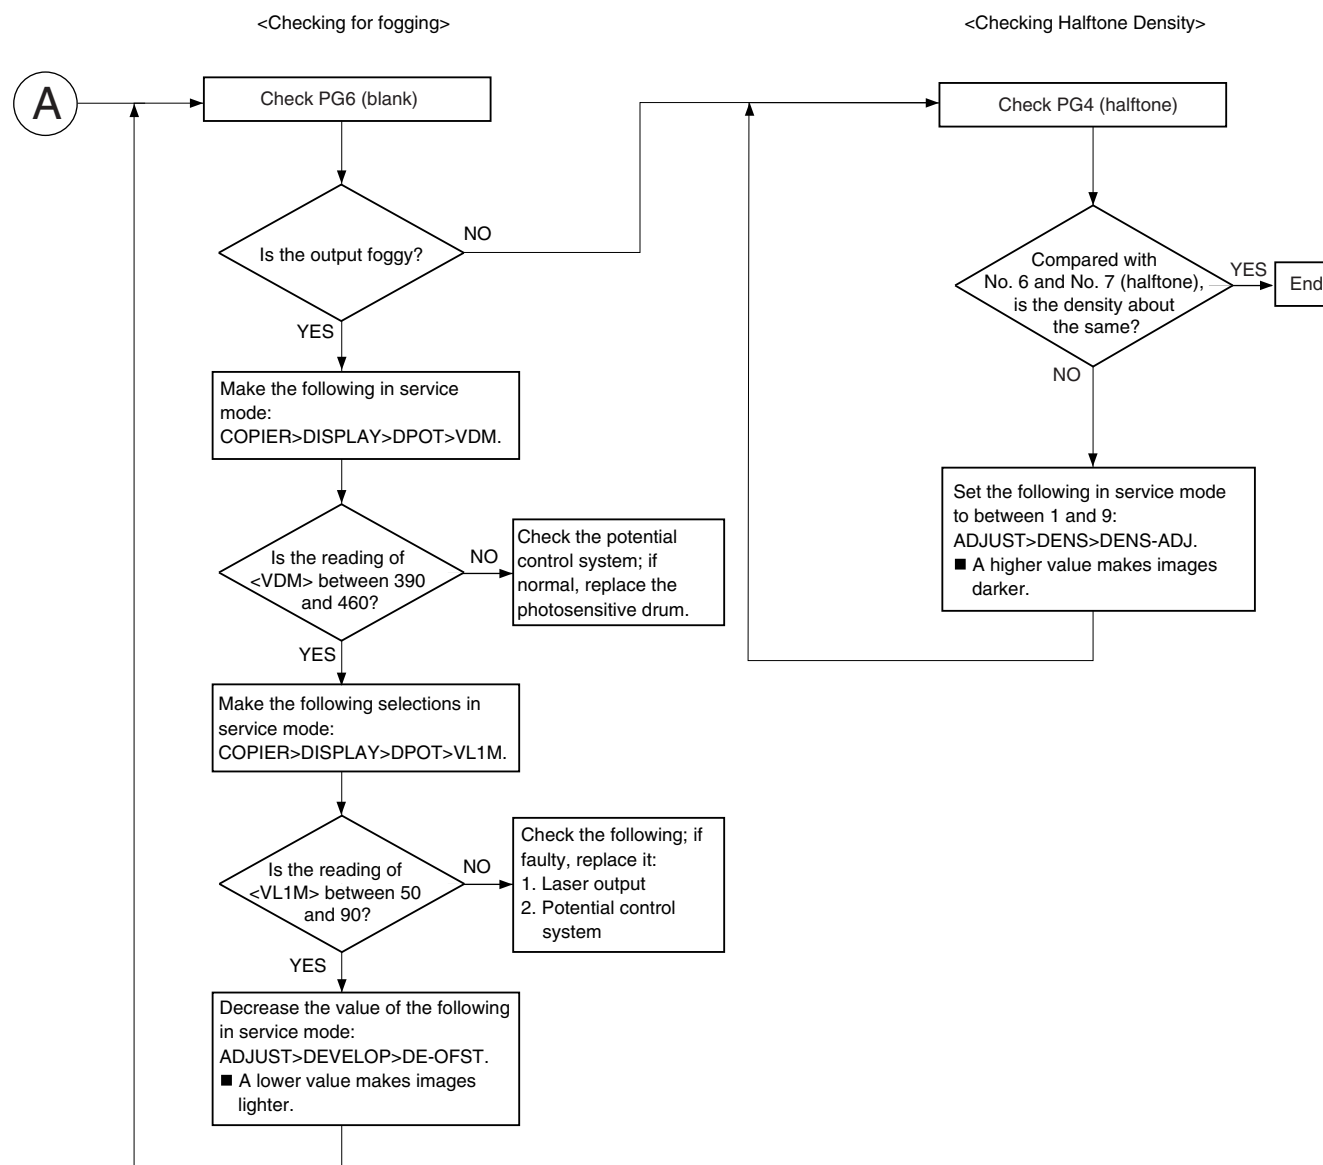 <Checking for fogging>
A
Check PG6 (blank)
Is the output foggy?
NO
YES
Make the following in service
mode:
COPIER>DISPLAY>DPOT>VDM.
Is the reading of
<VDM> between 390
and 460?
NO
Check the potential
control system; if
normal, replace the
photosensitive drum.
YES
Make the following selections in
service mode:
COPIER>DISPLAY>DPOT>VL1M.
Is the reading of
<VL1M> between 50
and 90?
NO
Check the following; if
faulty, replace it:
1. Laser output
2. Potential control
system
YES
Decrease the value of the following
in service mode:
ADJUST>DEVELOP>DE-OFST.
■ A lower value makes images
lighter.
<Checking Halftone Density>
Check PG4 (halftone)
Compared with
No. 6 and No. 7 (halftone),
is the density about
the same?
YES
End
NO
Set the following in service mode
to between 1 and 9:
ADJUST>DENS>DENS-ADJ.
■ A higher value makes images
darker.